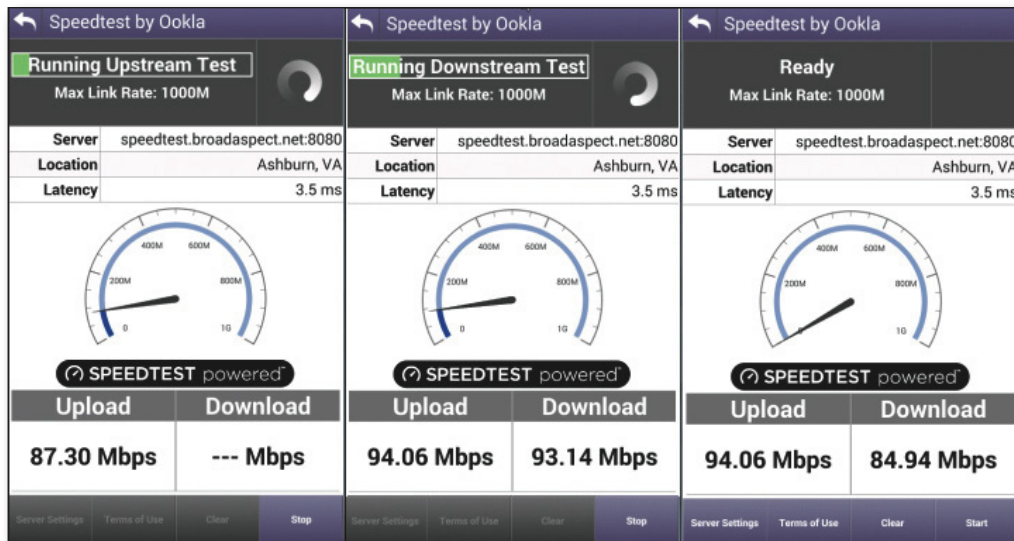 Speedtest by Ookla
Running Upstream Test
Max Link Rate: 1000M
Server speedtest.broadaspect.net:8080
Location Ashburn, VA
Latency 3.5 ms
400M 600M
200M 800M
0 1G
SPEEDTEST powered™
Upload Download
87.30 Mbps --- Mbps
Server Settings Terms of Use Clear Stop
Speedtest by Ookla
Running Downstream Test
Max Link Rate: 1000M
Server speedtest.broadaspect.net:8080
Location Ashburn, VA
Latency 3.5 ms
400M 600M
200M 800M
0 1G
SPEEDTEST powered™
Upload Download
94.06 Mbps 93.14 Mbps
Server Settings Terms of Use Clear Stop
Speedtest by Ookla
Ready
Max Link Rate: 1000M
Server speedtest.broadaspect.net:8080
Location Ashburn, VA
Latency 3.5 ms
400M 600M
200M 800M
0 1G
SPEEDTEST powered™
Upload Download
94.06 Mbps 84.94 Mbps
Server Settings Terms of Use Clear Start